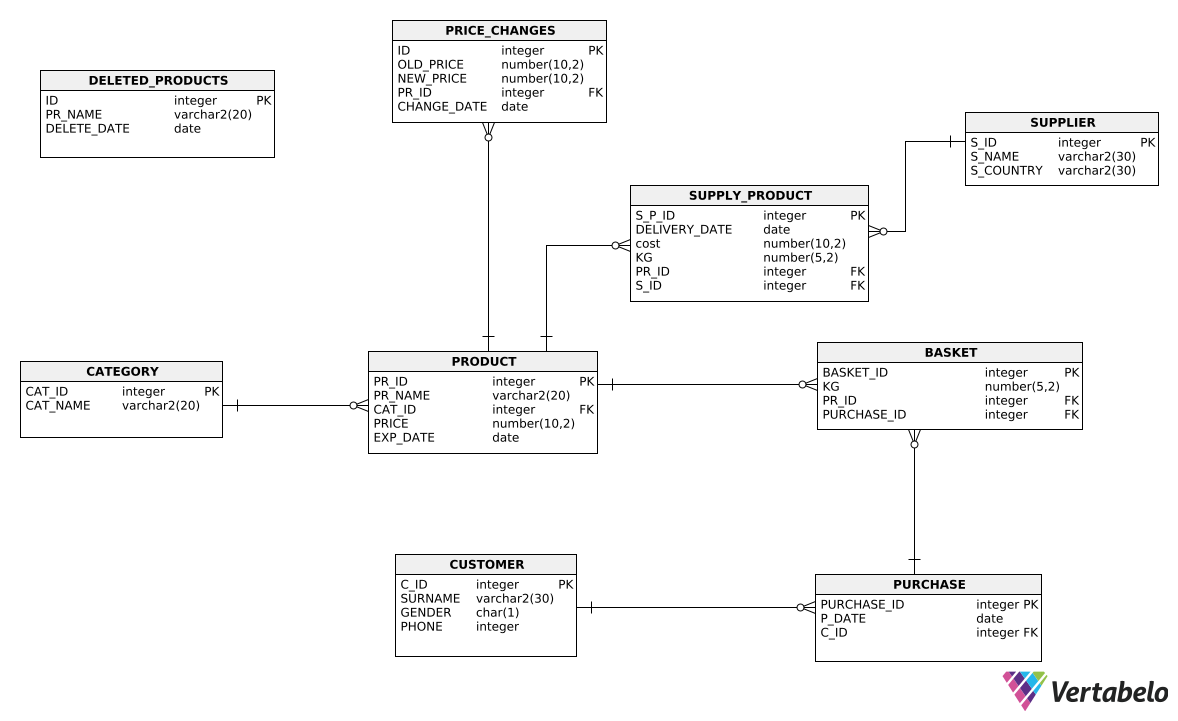 PRICE_CHANGES
ID integer PK
OLD_PRICE number(10,2)
NEW_PRICE number(10,2)
PR_ID integer FK
CHANGE_DATE date
DELETED_PRODUCTS
ID integer PK
PR_NAME varchar2(20)
DELETE_DATE date
SUPPLIER
S_ID integer PK
S_NAME varchar2(30)
S_COUNTRY varchar2(30)
SUPPLY_PRODUCT
S_P_ID integer PK
DELIVERY_DATE date
cost number(10,2)
KG number(5,2)
PR_ID integer FK
S_ID integer FK
CATEGORY
CAT_ID integer PK
CAT_NAME varchar2(20)
PRODUCT
PR_ID integer PK
PR_NAME varchar2(20)
CAT_ID integer FK
PRICE number(10,2)
EXP_DATE date
BASKET
BASKET_ID integer PK
KG number(5,2)
PR_ID integer FK
PURCHASE_ID integer FK
CUSTOMER
C_ID integer PK
SURNAME varchar2(30)
GENDER char(1)
PHONE integer
PURCHASE
PURCHASE_ID integer PK
P_DATE date
C_ID integer FK
Vertabelo